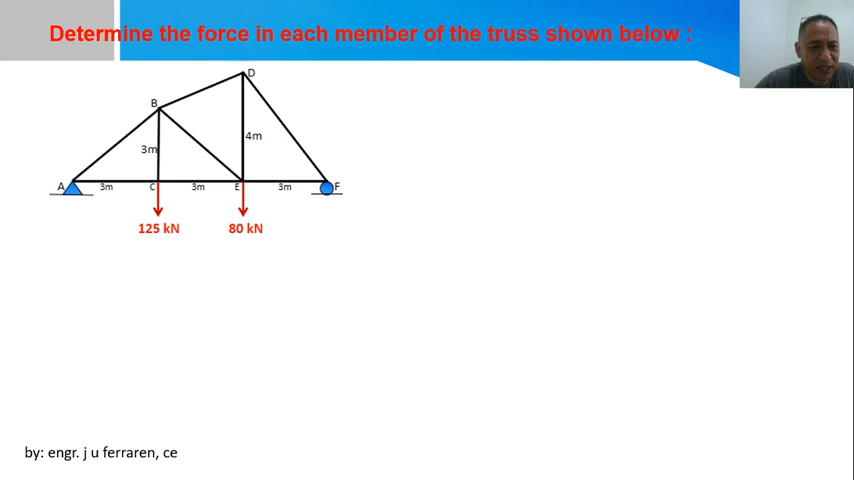 Determine the force in each member of the truss shown below :
D
B
4m
3m
A 3m C 3m E 3m F
125 kN 80 kN
by: engr. j u ferraren, ce